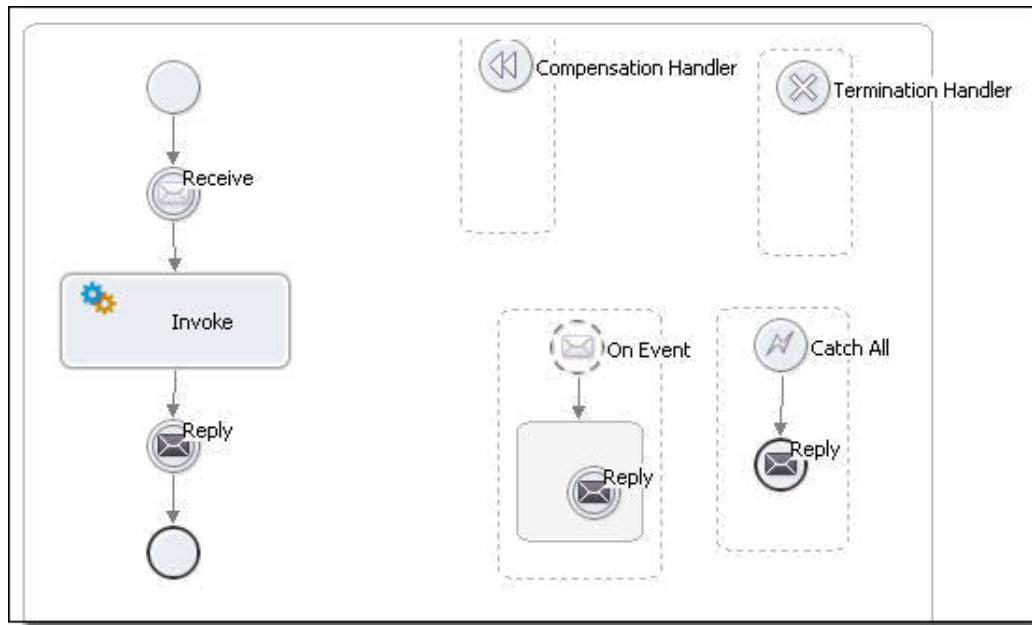 Compensation Handler
Termination Handler
Receive
Invoke
On Event
Catch All
Reply
Reply
Reply